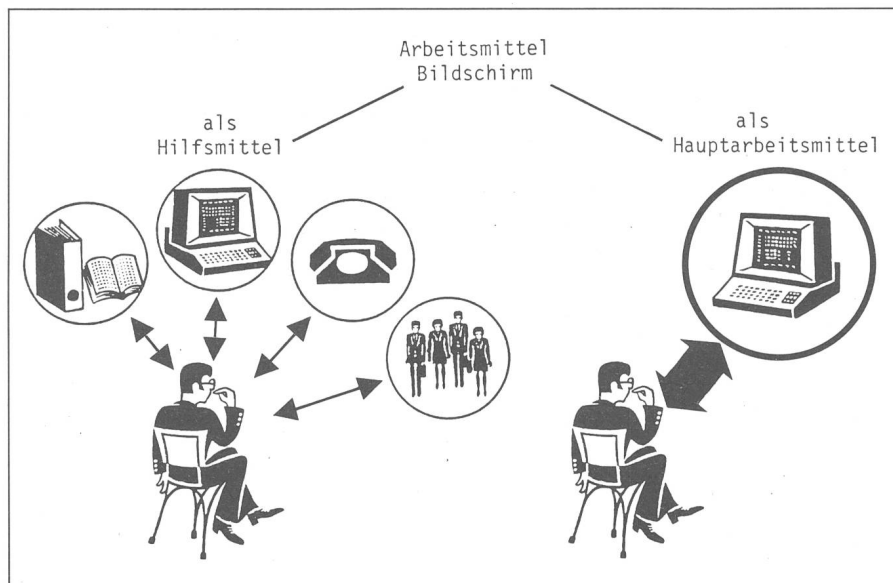 Arbeitsmittel
Bildschirm
als
Hilfsmittel
als
Hauptarbeitsmittel